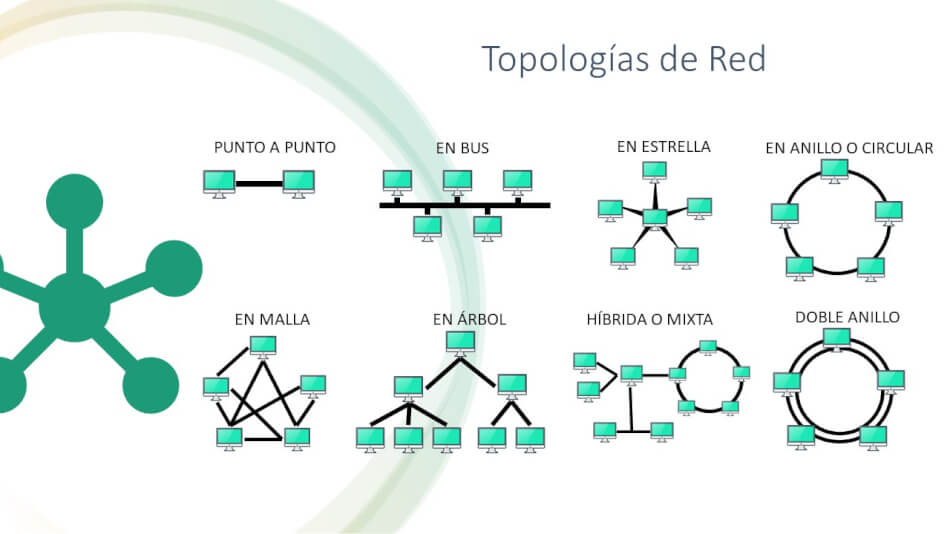 Topologías de Red
PUNTO A PUNTO
EN BUS
EN ESTRELLA
EN ANILLO O CIRCULAR
EN MALLA
EN ÁRBOL
HÍBRIDA O MIXTA
DOBLE ANILLO